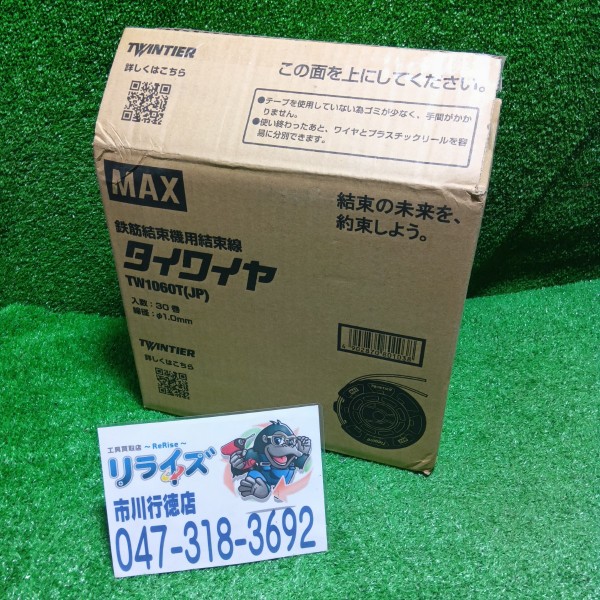 TWINTIER
詳しくはこちら
この面を上にしてください。
●テープを使用していない為ゴミが少なく、手間がかか
りません。
●使い終わったあと、ワイヤとプラスチックリールを容
易に分別できます。
MAX
鉄筋結束機用結束線
タイワイヤ
TW1060T(JP)
入数：30巻
線径：φ1.0mm
結束の未来を、
約束しよう。
TWINTIER
詳しくはこちら
TWINTIER
工具買取店 ～ReRise～
リライズ
市川行徳店
047-318-3692